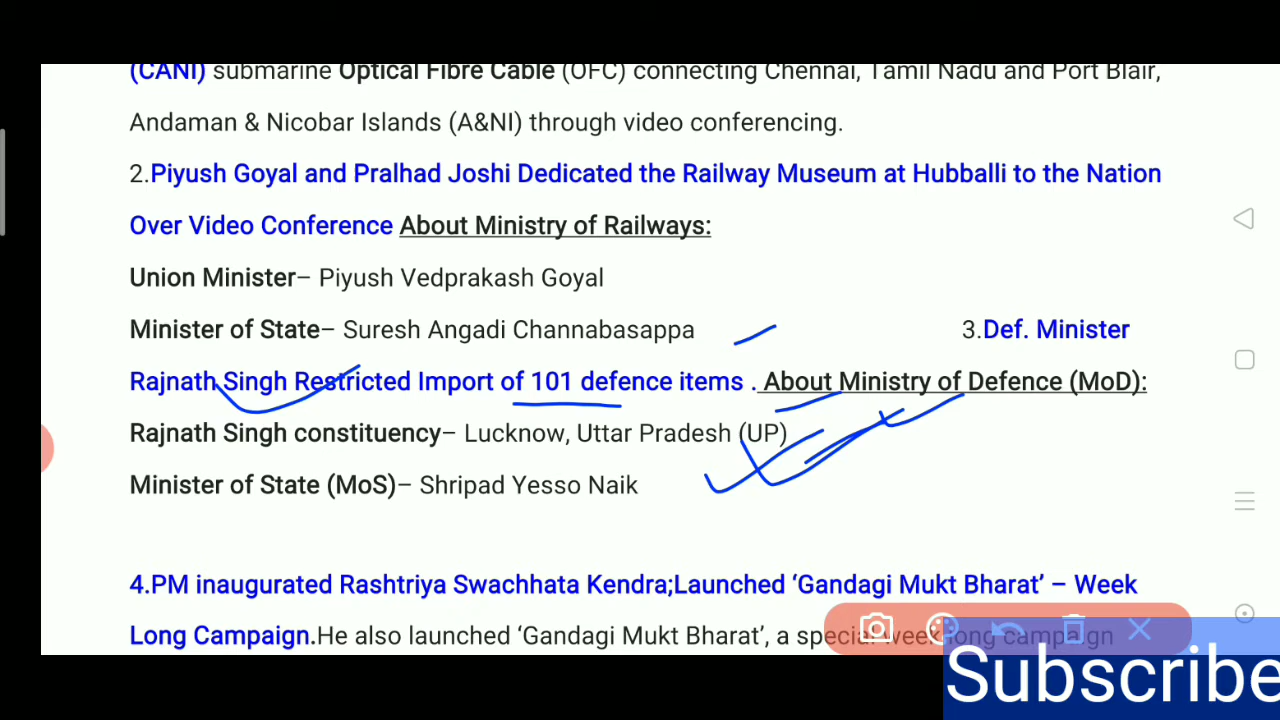 (CANI) submarine Optical Fibre Cable (OFC) connecting Chennai, Tamil Nadu and Port Blair,
Andaman & Nicobar Islands (A&NI) through video conferencing.
2.Piyush Goyal and Pralhad Joshi Dedicated the Railway Museum at Hubballi to the Nation
Over Video Conference About Ministry of Railways:
Union Minister– Piyush Vedprakash Goyal
Minister of State– Suresh Angadi Channabasappa 3.Def. Minister
Rajnath Singh Restricted Import of 101 defence items . About Ministry of Defence (MoD):
Rajnath Singh constituency– Lucknow, Uttar Pradesh (UP)
Minister of State (MoS)– Shripad Yesso Naik
4.PM inaugurated Rashtriya Swachhata Kendra;Launched ‘Gandagi Mukt Bharat’ – Week
Long Campaign.He also launched ‘Gandagi Mukt Bharat’, a special week long campaign
Subscribe